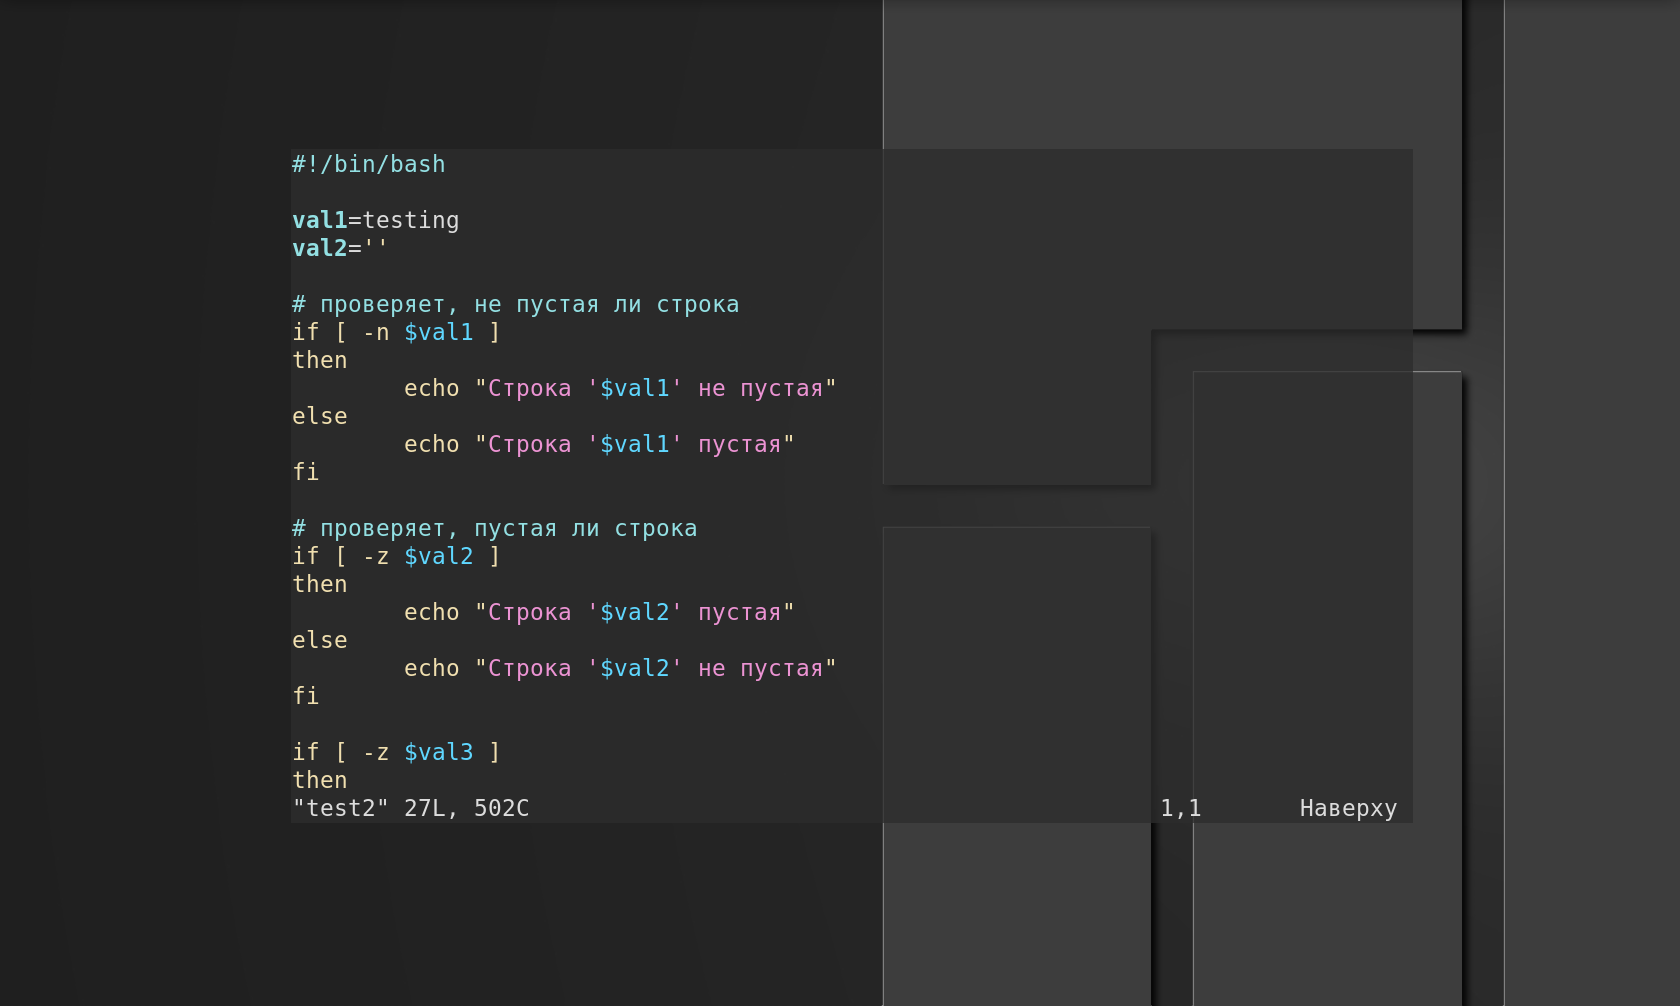 #!/bin/bash

val1=testing
val2=''

# проверяет, не пустая ли строка
if [ -n $val1 ]
then
        echo "Строка '$val1' не пустая"
else
        echo "Строка '$val1' пустая"
fi

# проверяет, пустая ли строка
if [ -z $val2 ]
then
        echo "Строка '$val2' пустая"
else
        echo "Строка '$val2' не пустая"
fi

if [ -z $val3 ]
then
"test2" 27L, 502C 1,1 Наверху